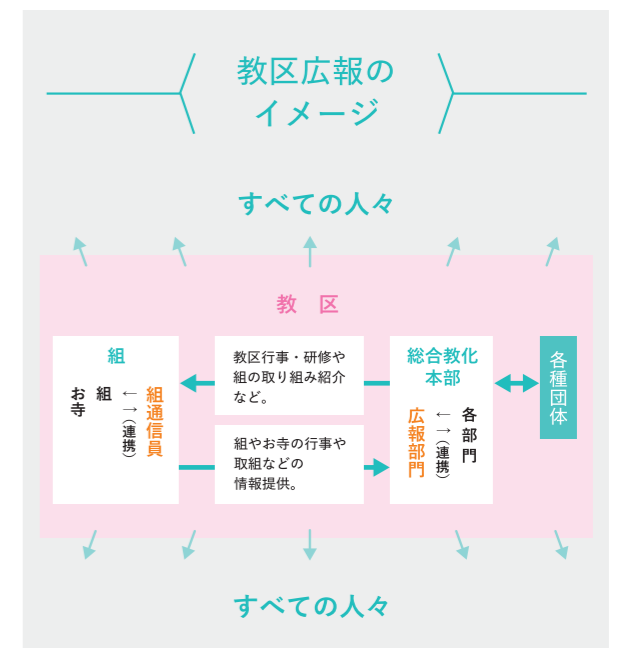 教区広報の
イメージ
すべての人々
教 区
組
組通信員
←→(連携)
組
お寺
教区行事・研修や
組の取り組み紹介
など。
組やお寺の行事や
取組などの
情報提供。
総合教化
本部
各部門
←→(連携)
広報部門
各種団体
すべての人々